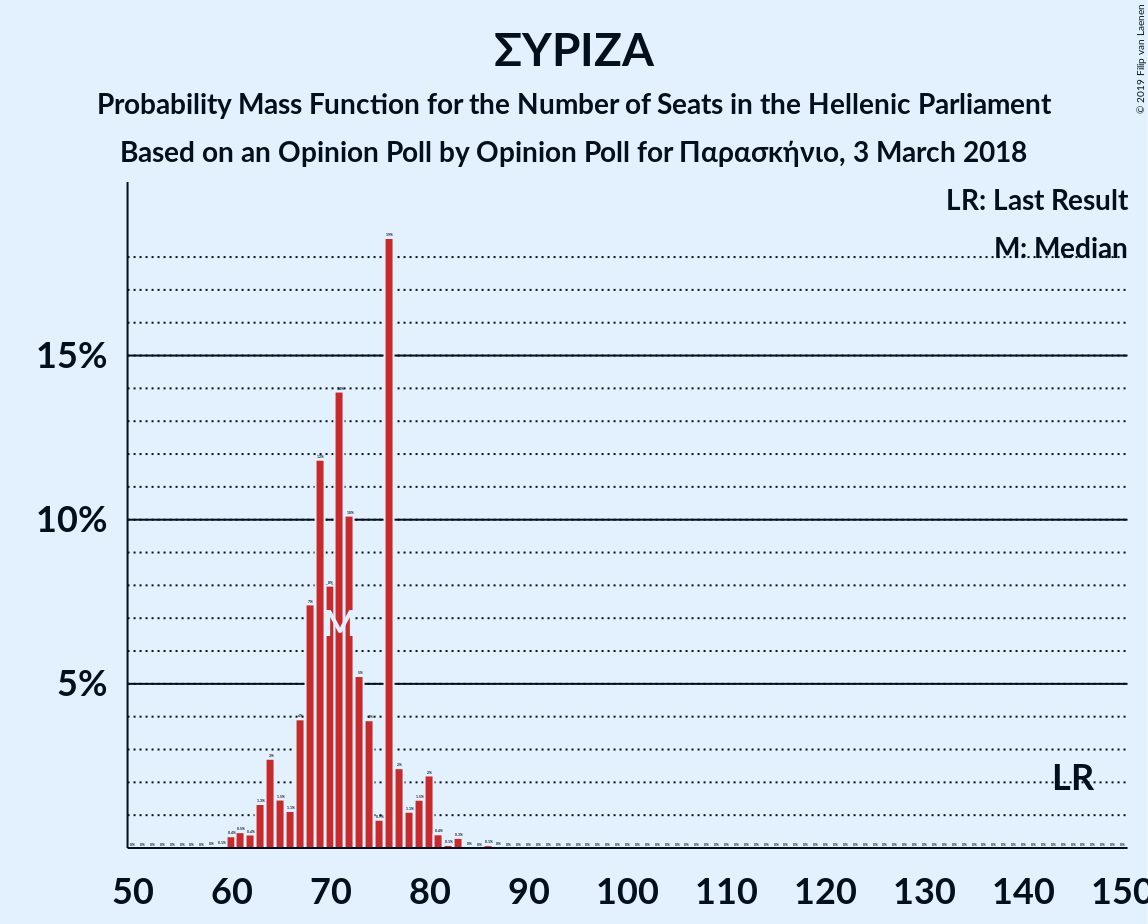 ΣΥΡΙΖΑ
Probability Mass Function for the Number of Seats in the Hellenic Parliament
Based on an Opinion Poll by Opinion Poll for Παρασκήνιο, 3 March 2018
© 2019 Filip van Laenen
LR: Last Result
M: Median
15%
10%
5%
M
LR
50 60 70 80 90 100 110 120 130 140 150